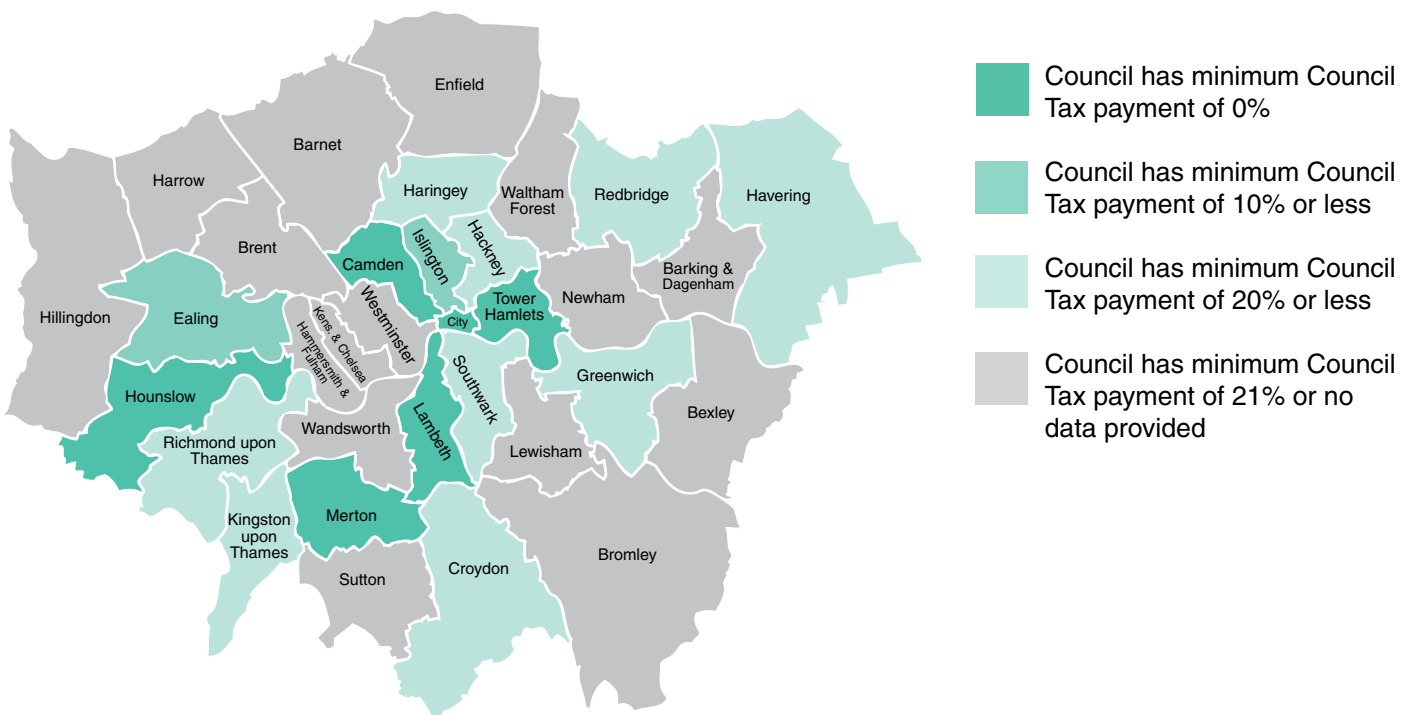 Enfield
Barnet
Harrow
Haringey
Waltham
Forest
Redbridge
Havering
Brent
Camden
Islington
Hackney
Barking &
Dagenham
Hillingdon
Ealing
Hammersmith &
Fulham
Kens. & Chelsea
Westminster
City
Tower
Hamlets
Newham
Hounslow
Richmond upon
Thames
Wandsworth
Lambeth
Southwark
Greenwich
Lewisham
Bexley
Kingston
upon
Thames
Merton
Sutton
Croydon
Bromley
Council has minimum Council
Tax payment of 0%
Council has minimum Council
Tax payment of 10% or less
Council has minimum Council
Tax payment of 20% or less
Council has minimum Council
Tax payment of 21% or no
data provided